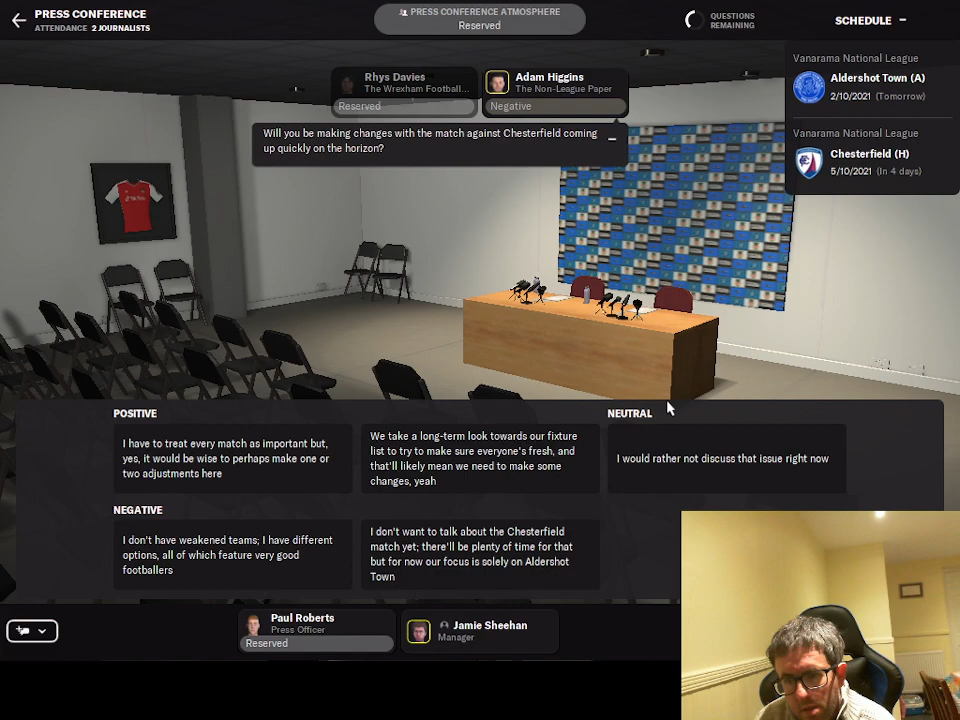 PRESS CONFERENCE
ATTENDANCE 2 JOURNALISTS
PRESS CONFERENCE ATMOSPHERE
Reserved
QUESTIONS
REMAINING
SCHEDULE
Vanarama National League
Aldershot Town (A)
2/10/2021 (Tomorrow)
Vanarama National League
Chesterfield (H)
5/10/2021 (In 4 days)
Rhys Davies
The Wrexham Football...
Reserved
Adam Higgins
The Non-League Paper
Negative
Will you be making changes with the match against Chesterfield coming
up quickly on the horizon?
POSITIVE
I have to treat every match as important but,
yes, it would be wise to perhaps make one or
two adjustments here
We take a long-term look towards our fixture
list to try to make sure everyone's fresh, and
that'll likely mean we need to make some
changes, yeah
NEUTRAL
I would rather not discuss that issue right now
NEGATIVE
I don't have weakened teams; I have different
options, all of which feature very good
footballers
I don't want to talk about the Chesterfield
match yet; there'll be plenty of time for that
but for now our focus is solely on Aldershot
Town
Paul Roberts
Press Officer
Reserved
Jamie Sheehan
Manager